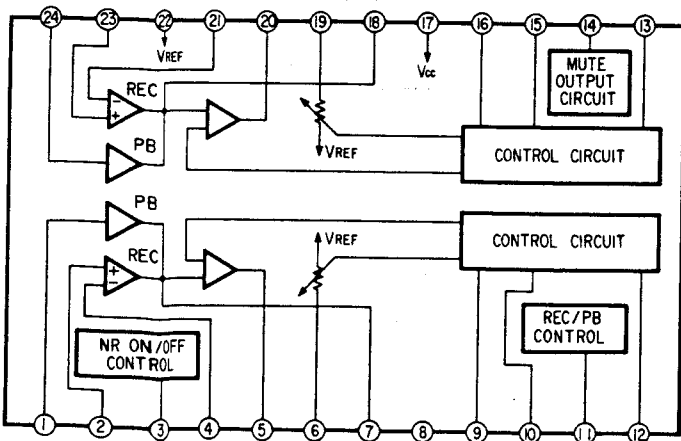 24 23 22 21 20 19 18 17 16 15 14 13
VREF
VCC
MUTE
OUTPUT
CIRCUIT
REC
-
+
PB
VREF
CONTROL CIRCUIT
PB
VREF
CONTROL CIRCUIT
REC
+
-
NR ON/OFF
CONTROL
REC/PB
CONTROL
1 2 3 4 5 6 7 8 9 10 11 12